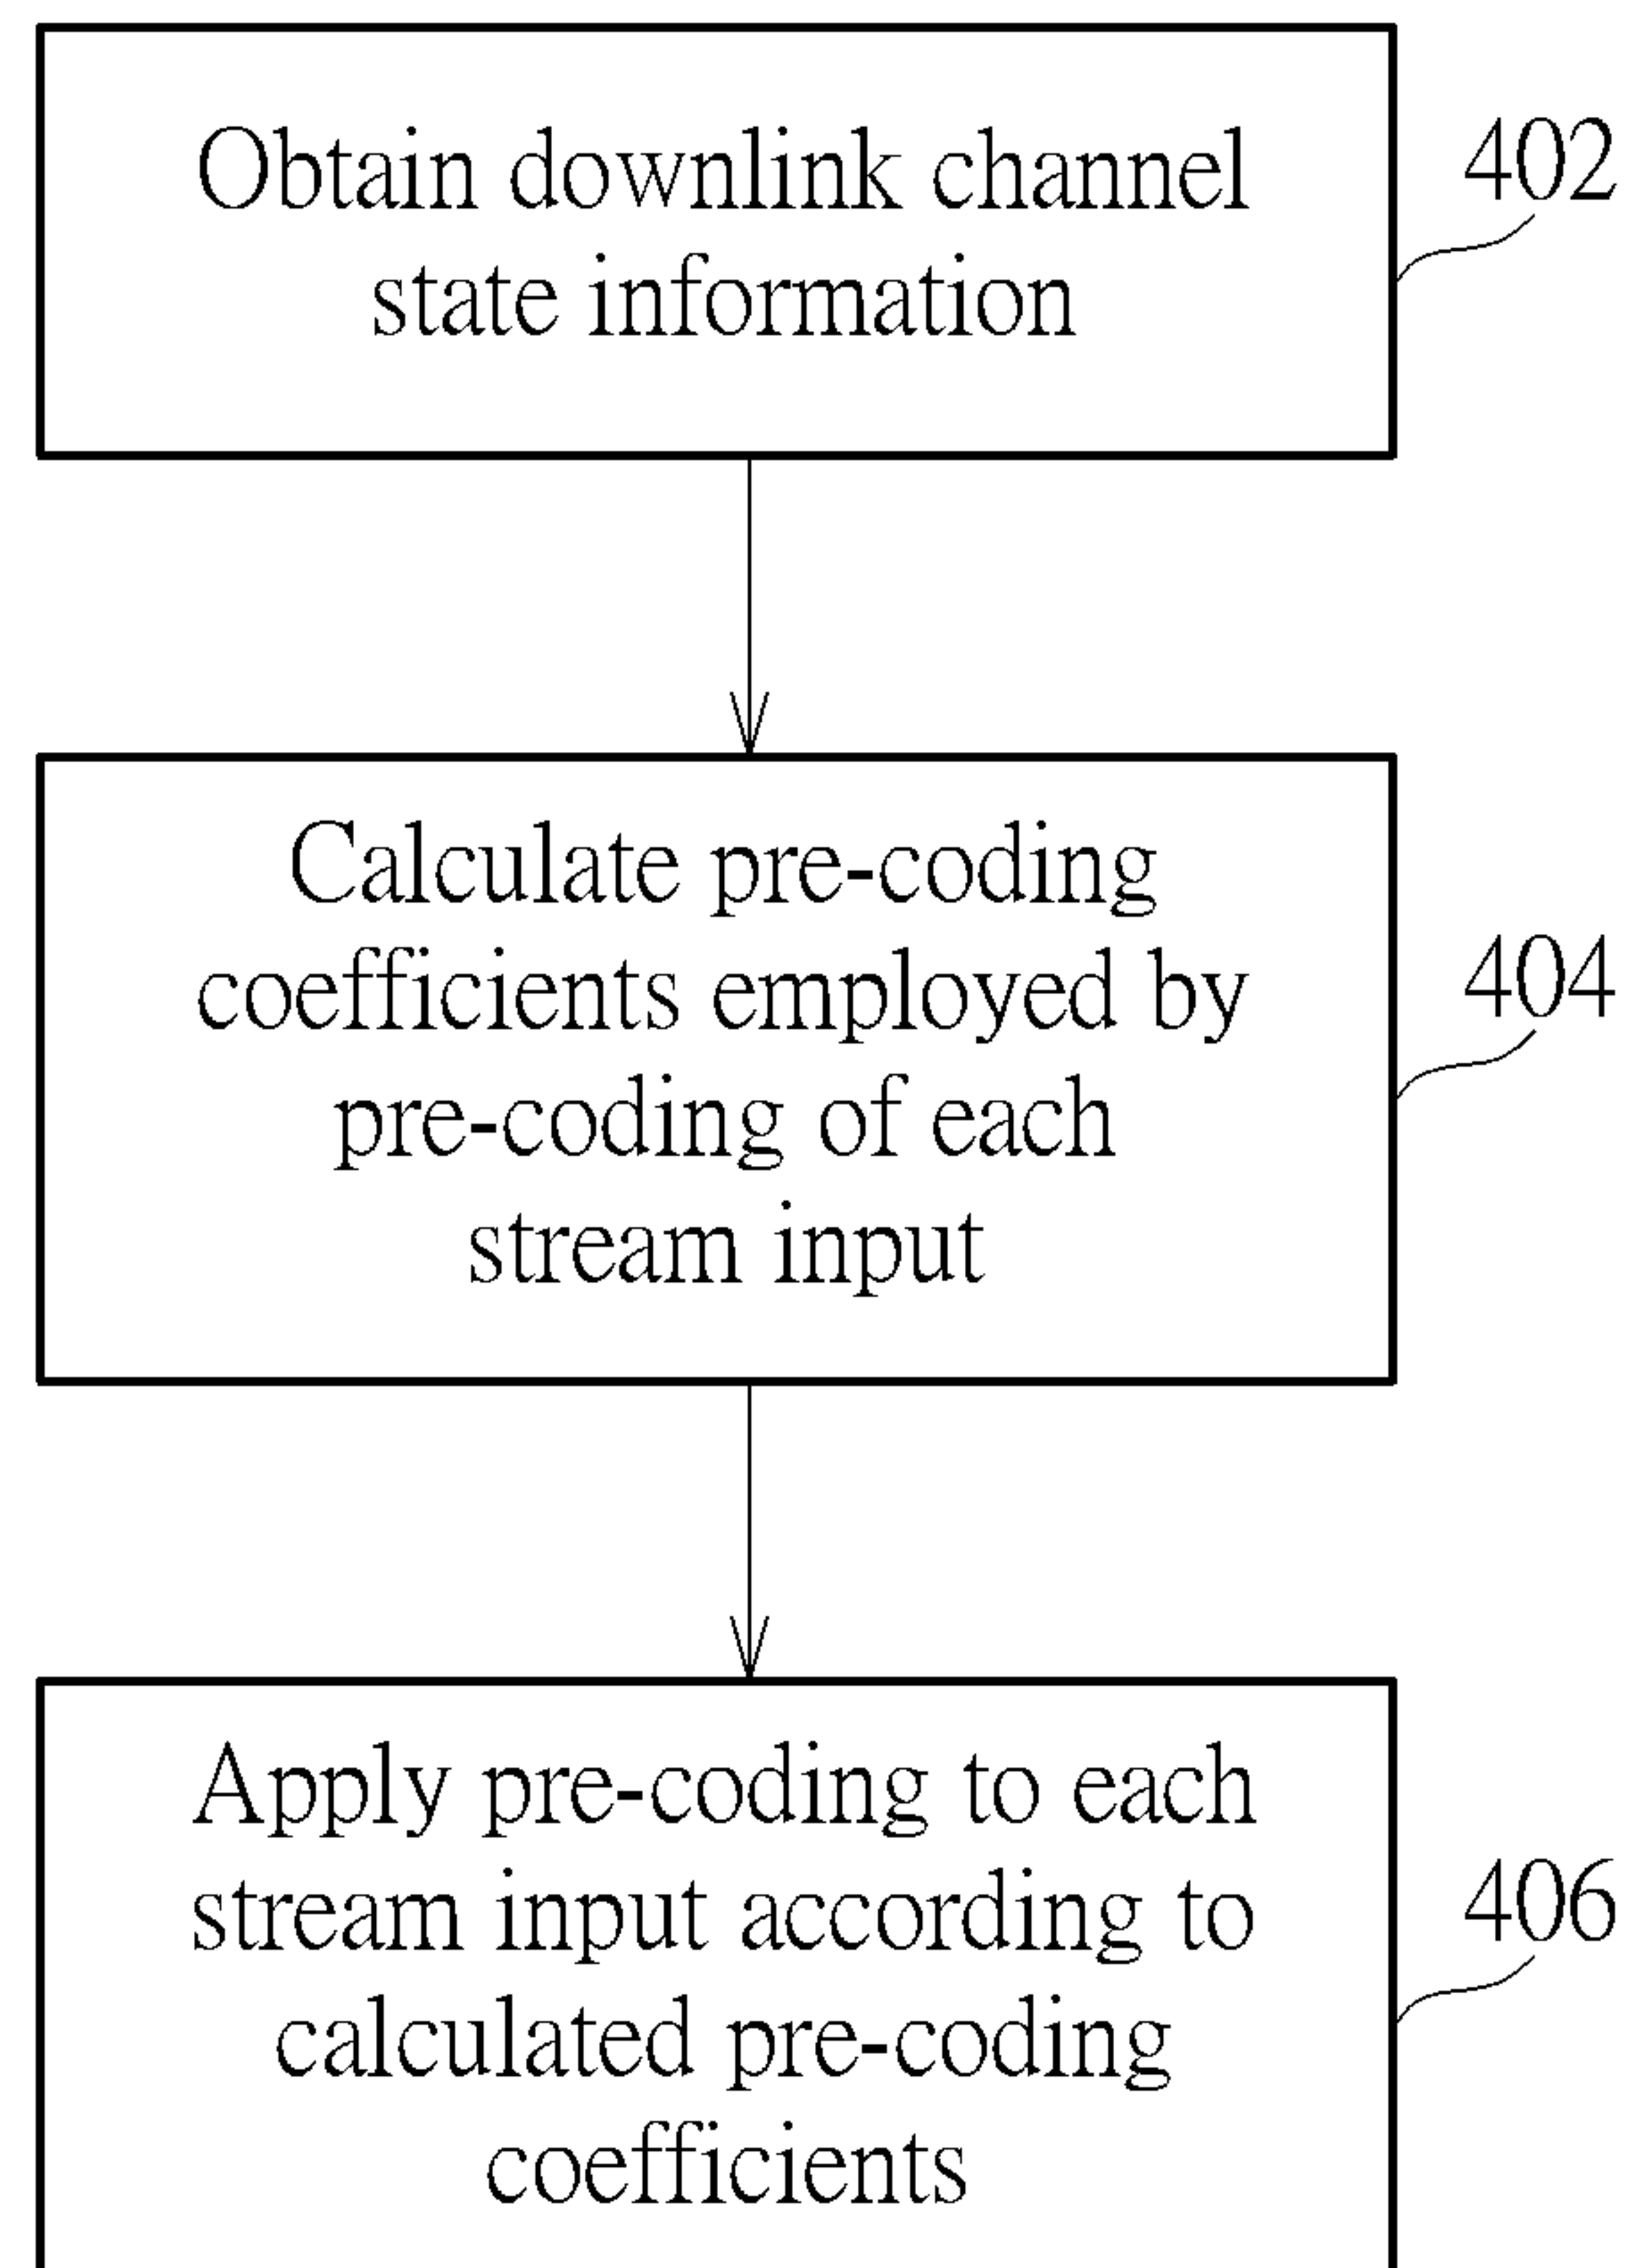 Obtain downlink channel
state information
402
Calculate pre-coding
coefficients employed by
pre-coding of each
stream input
404
Apply pre-coding to each
stream input according to
calculated pre-coding
coefficients
406